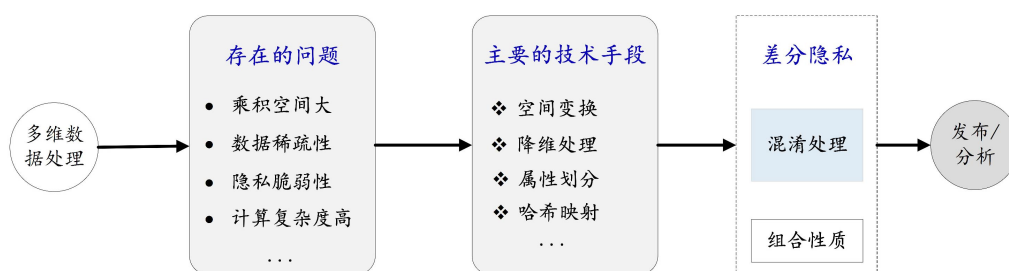 多维数
据处理
存在的问题
● 乘积空间大
● 数据稀疏性
● 隐私脆弱性
● 计算复杂度高
...
主要的技术手段
❖ 空间变换
❖ 降维处理
❖ 属性划分
❖ 哈希映射
...
差分隐私
混淆处理
组合性质
发布/
分析